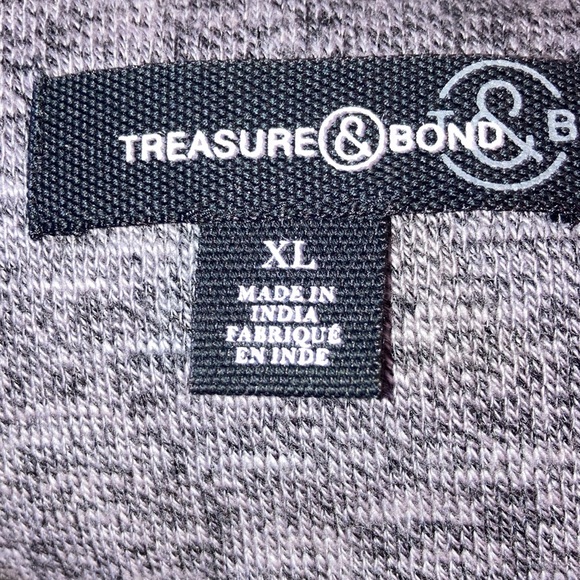 TREASURE & BOND
T & B
XL
MADE IN
INDIA
FABRIQUÉ
EN INDE